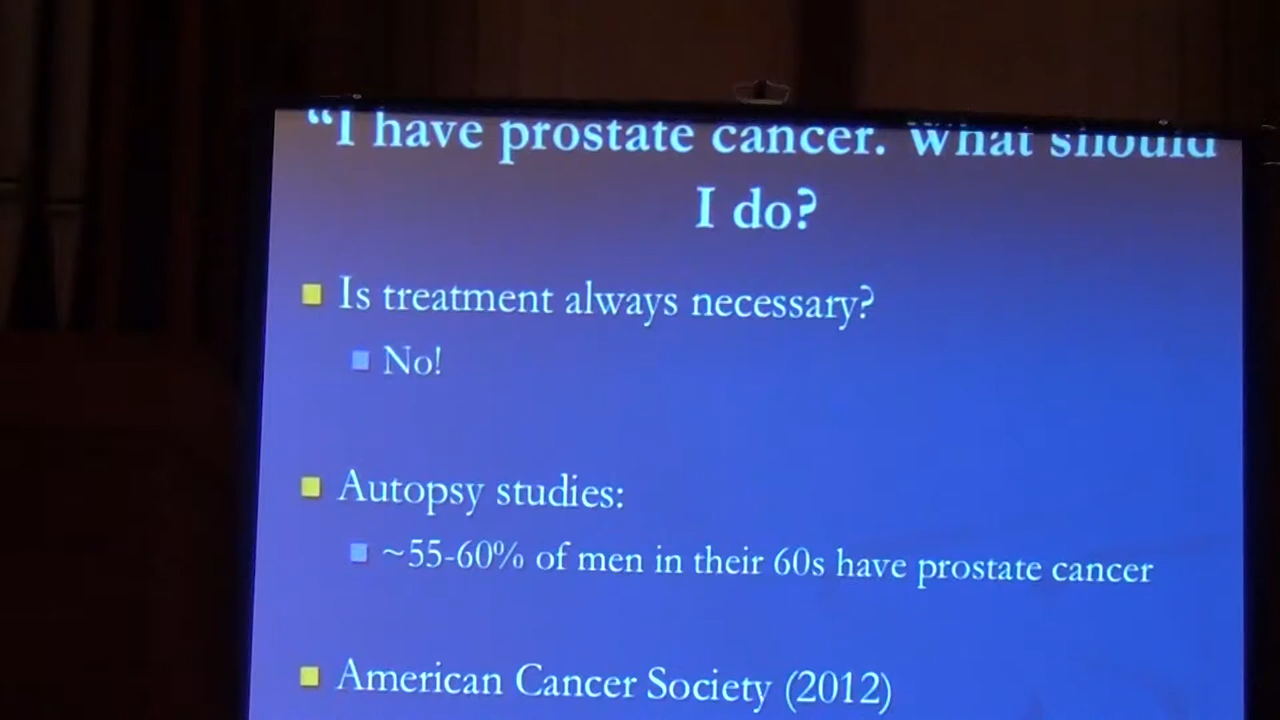 “I have prostate cancer. What should
I do?
Is treatment always necessary?
No!
Autopsy studies:
~55-60% of men in their 60s have prostate cancer
American Cancer Society (2012)